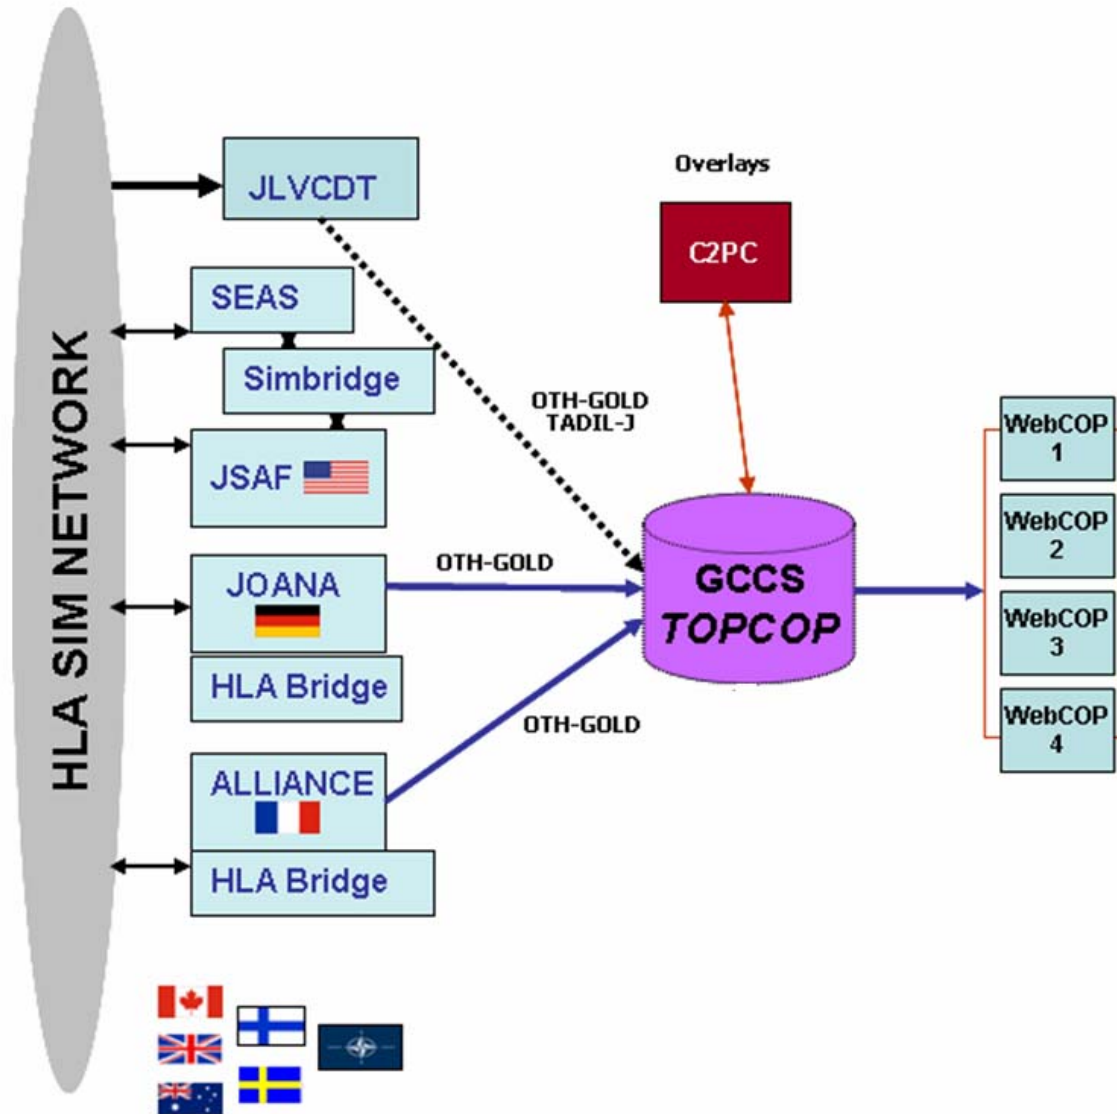 HLA SIM NETWORK
JLVCDT
SEAS
Simbridge
JSAF
JOANA
HLA Bridge
ALLIANCE
HLA Bridge
OTH-GOLD
TADIL-J
OTH-GOLD
OTH-GOLD
Overlays
C2PC
GCCS
TOPCOP
WebCOP
1
WebCOP
2
WebCOP
3
WebCOP
4